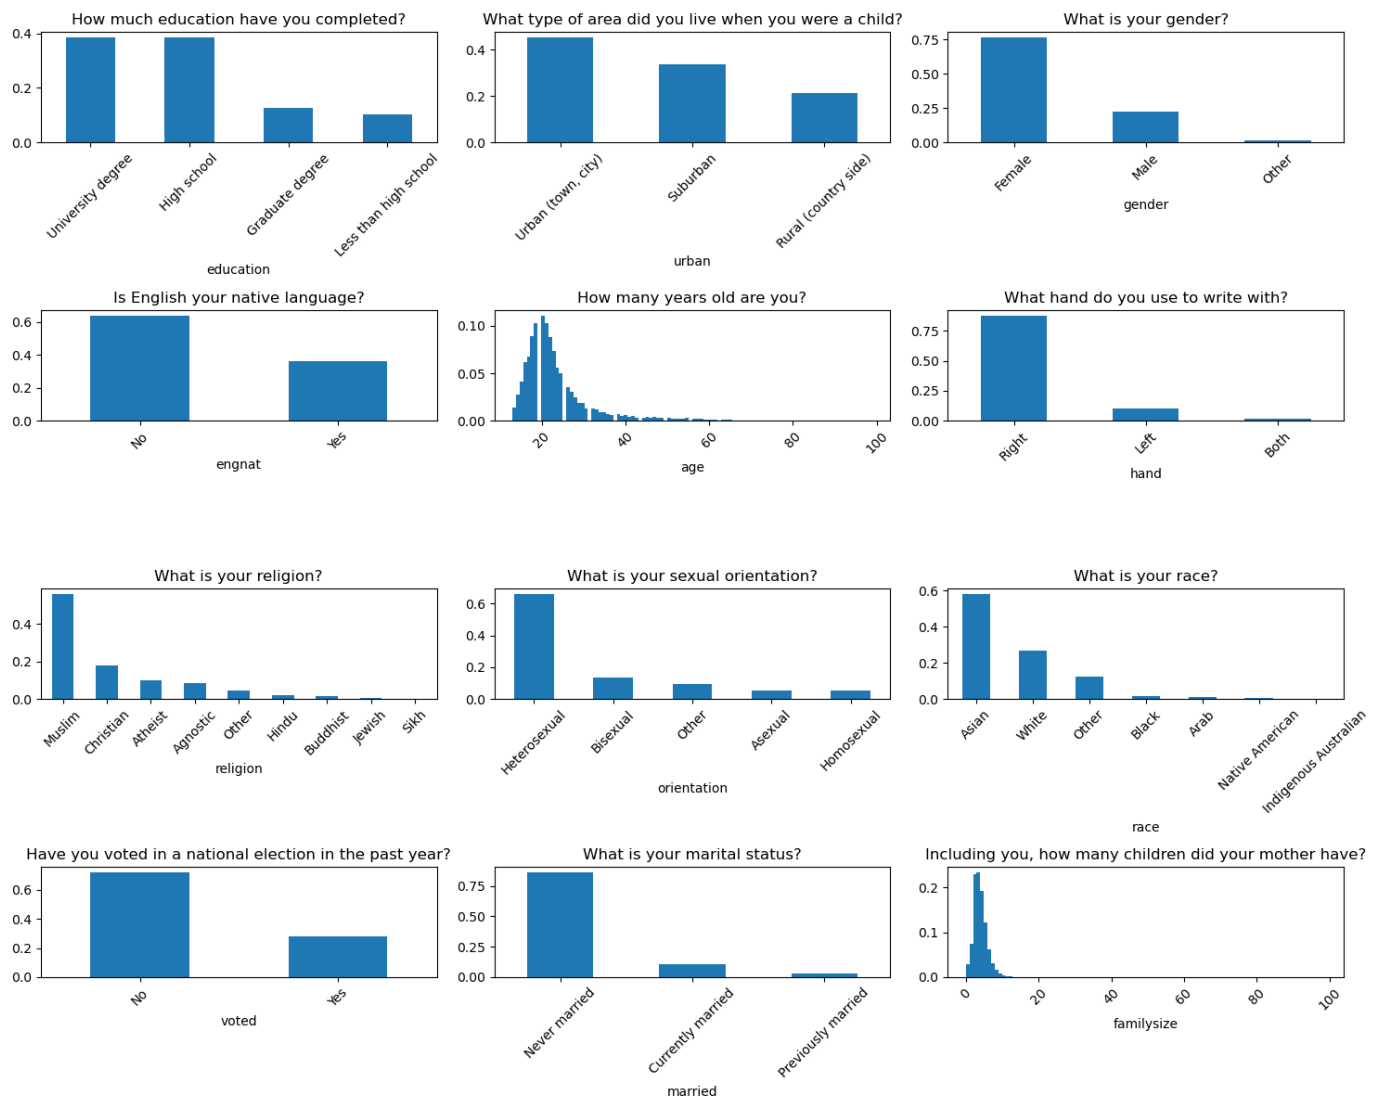 How much education have you completed?
0.4
0.2
0.0
University degree
High school
Graduate degree
Less than high school
education
What type of area did you live when you were a child?
0.4
0.2
0.0
Urban (town, city)
Suburban
Rural (country side)
urban
What is your gender?
0.75
0.50
0.25
0.00
Female
Male
Other
gender
Is English your native language?
0.6
0.4
0.2
0.0
No
Yes
engnat
How many years old are you?
0.10
0.05
0.00
20
40
60
80
100
age
What hand do you use to write with?
0.75
0.50
0.25
0.00
Right
Left
Both
hand
What is your religion?
0.4
0.2
0.0
Muslim
Christian
Atheist
Agnostic
Other
Hindu
Buddhist
Jewish
Sikh
religion
What is your sexual orientation?
0.6
0.4
0.2
0.0
Heterosexual
Bisexual
Other
Asexual
Homosexual
orientation
What is your race?
0.6
0.4
0.2
0.0
Asian
White
Other
Black
Arab
Native American
Indigenous Australian
race
Have you voted in a national election in the past year?
0.6
0.4
0.2
0.0
No
Yes
voted
What is your marital status?
0.75
0.50
0.25
0.00
Never married
Currently married
Previously married
married
Including you, how many children did your mother have?
0.2
0.1
0.0
0
20
40
60
80
100
familysize